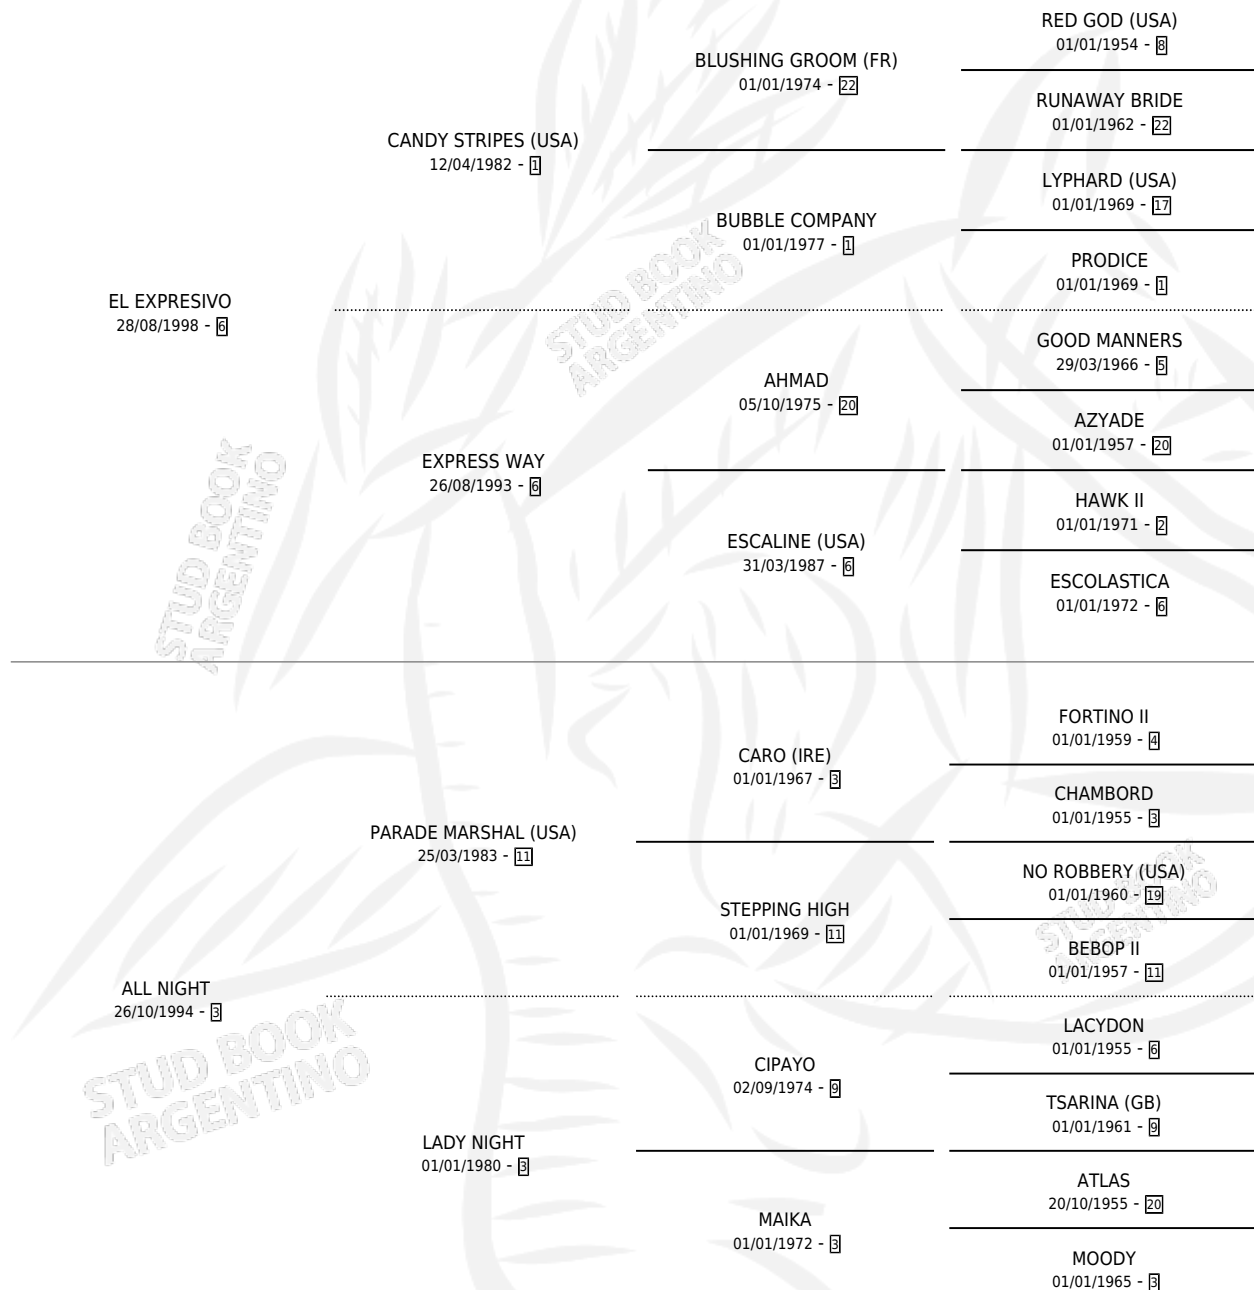 RED GOD (USA)
01/01/1954 - 8
BLUSHING GROOM (FR)
01/01/1974 - 22
RUNAWAY BRIDE
01/01/1962 - 22
CANDY STRIPES (USA)
12/04/1982 - 1
LYPHARD (USA)
01/01/1969 - 17
BUBBLE COMPANY
01/01/1977 - 1
PRODICE
01/01/1969 - 1
EL EXPRESIVO
28/08/1998 - 6
GOOD MANNERS
29/03/1966 - 5
AHMAD
05/10/1975 - 20
AZYADE
01/01/1957 - 20
EXPRESS WAY
26/08/1993 - 6
HAWK II
01/01/1971 - 2
ESCALINE (USA)
31/03/1987 - 6
ESCOLASTICA
01/01/1972 - 6
FORTINO II
01/01/1959 - 4
CARO (IRE)
01/01/1967 - 3
CHAMBORD
01/01/1955 - 3
PARADE MARSHAL (USA)
25/03/1983 - 11
NO ROBBERY (USA)
01/01/1960 - 19
STEPPING HIGH
01/01/1969 - 11
BEBOP II
01/01/1957 - 11
ALL NIGHT
26/10/1994 - 3
LACYDON
01/01/1955 - 6
CIPAYO
02/09/1974 - 9
TSARINA (GB)
01/01/1961 - 9
LADY NIGHT
01/01/1980 - 3
ATLAS
20/10/1955 - 20
MAIKA
01/01/1972 - 3
MOODY
01/01/1965 - 3
STUD BOOK
ARGENTINO
STUD BOOK
ARGENTINO
STUD BOOK
ARGENTINO
STUD BOOK
ARGENTINO